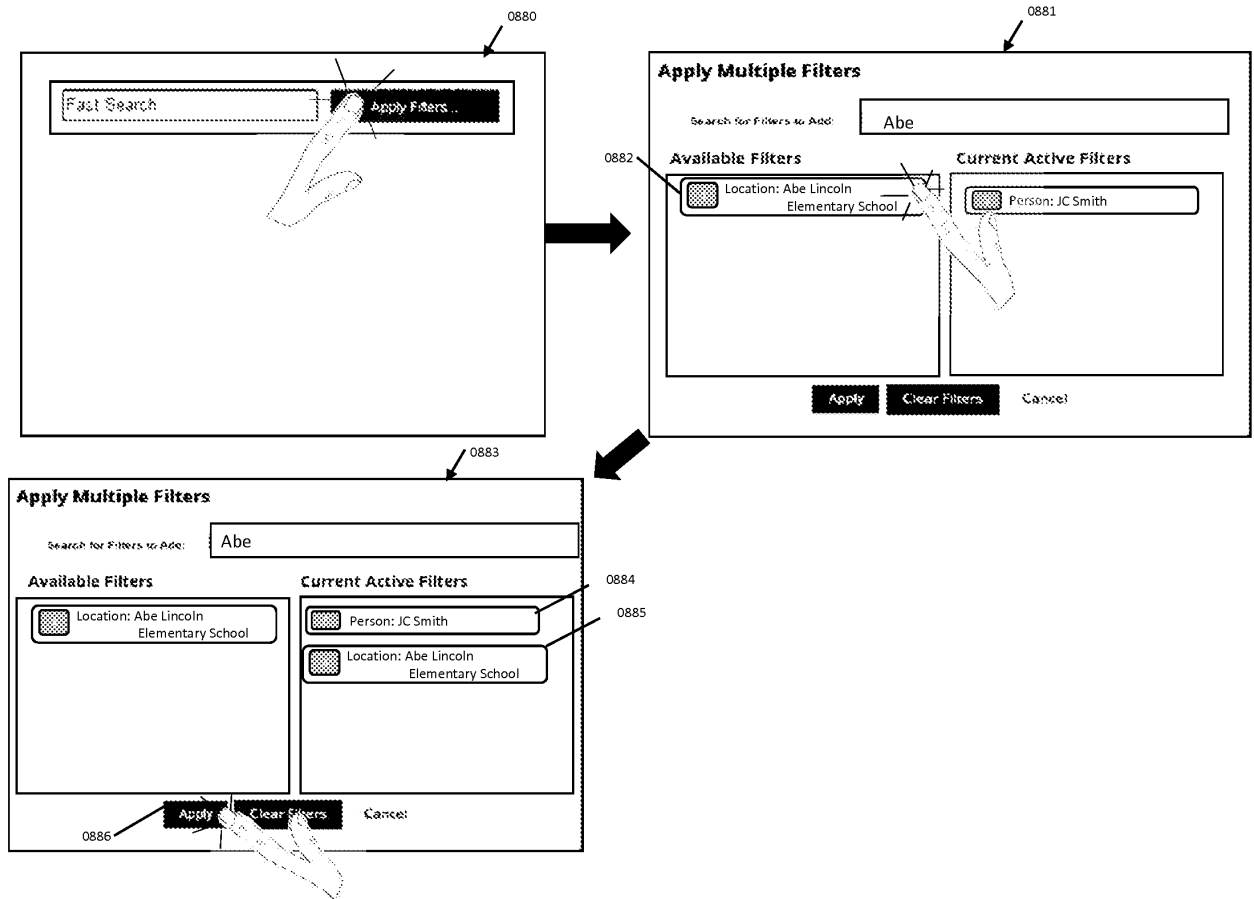 0880
Fast Search
Apply Filters...
0881
Apply Multiple Filters
Search for Filters to Add:
Abe
0882
Available Filters
Current Active Filters
Location: Abe Lincoln
Elementary School
Person: JC Smith
Apply
Clear Filters
Cancel
0883
Apply Multiple Filters
Search for Filters to Add:
Abe
Available Filters
Current Active Filters
0884
0885
Location: Abe Lincoln
Elementary School
Person: JC Smith
Location: Abe Lincoln
Elementary School
Apply
Clear Filters
Cancel
0886